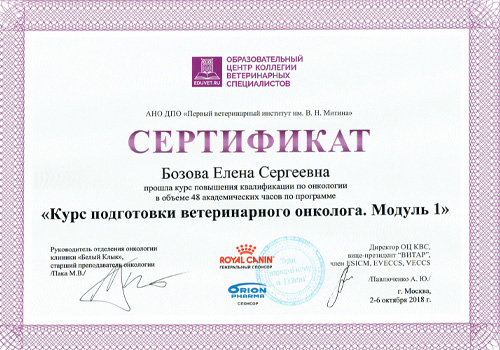 ОБРАЗОВАТЕЛЬНЫЙ
ЦЕНТР КОЛЛЕГИИ
ВЕТЕРИНАРНЫХ
СПЕЦИАЛИСТОВ
EDUVET.RU
АНО ДПО «Первый ветеринарный институт им. В. Н. Митина»
СЕРТИФИКАТ
Бозова Елена Сергеевна
прошла курс повышения квалификации по онкологии
в объеме 48 академических часов по программе
«Курс подготовки ветеринарного онколога. Модуль 1»
Руководитель отделения онкологии
клиники «Белый Клык»,
старший преподаватель онкологии
/Пака М.В./
ROYAL CANIN
ГЕНЕРАЛЬНЫЙ СПОНСОР
ORION
PHARMA
СПОНСОР
Директор ОЦ КВС,
вице-президент "ВИТАР",
член ESICM, EVECCS, VECCS
/Павлюченко А. Ю./
г. Москва,
2-6 октября 2018 г.